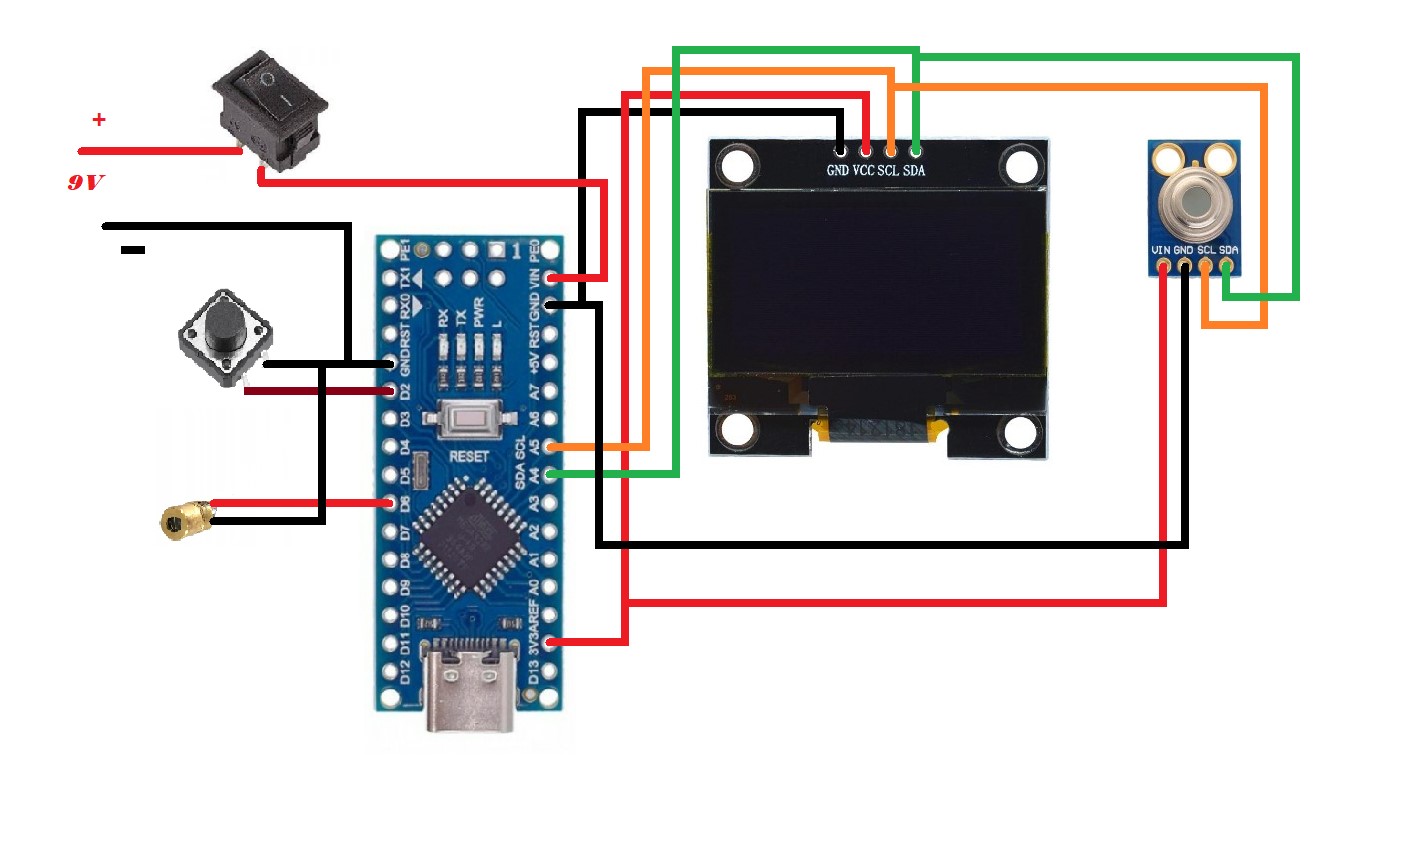 +
9V
-
GND VCC SCL SDA
VIN GND SCL SDA
PE1
TX1
RX0
RST
GND
D2
D3
D4
D5
D6
D7
D8
D9
D10
D11
D12
1
RX
TX
PWR
L
RESET
PE0
VIN
GND
RST
+5V
A7
A6
SCL A5
SDA A4
A3
A2
A1
A0
AREF
3V3
D13